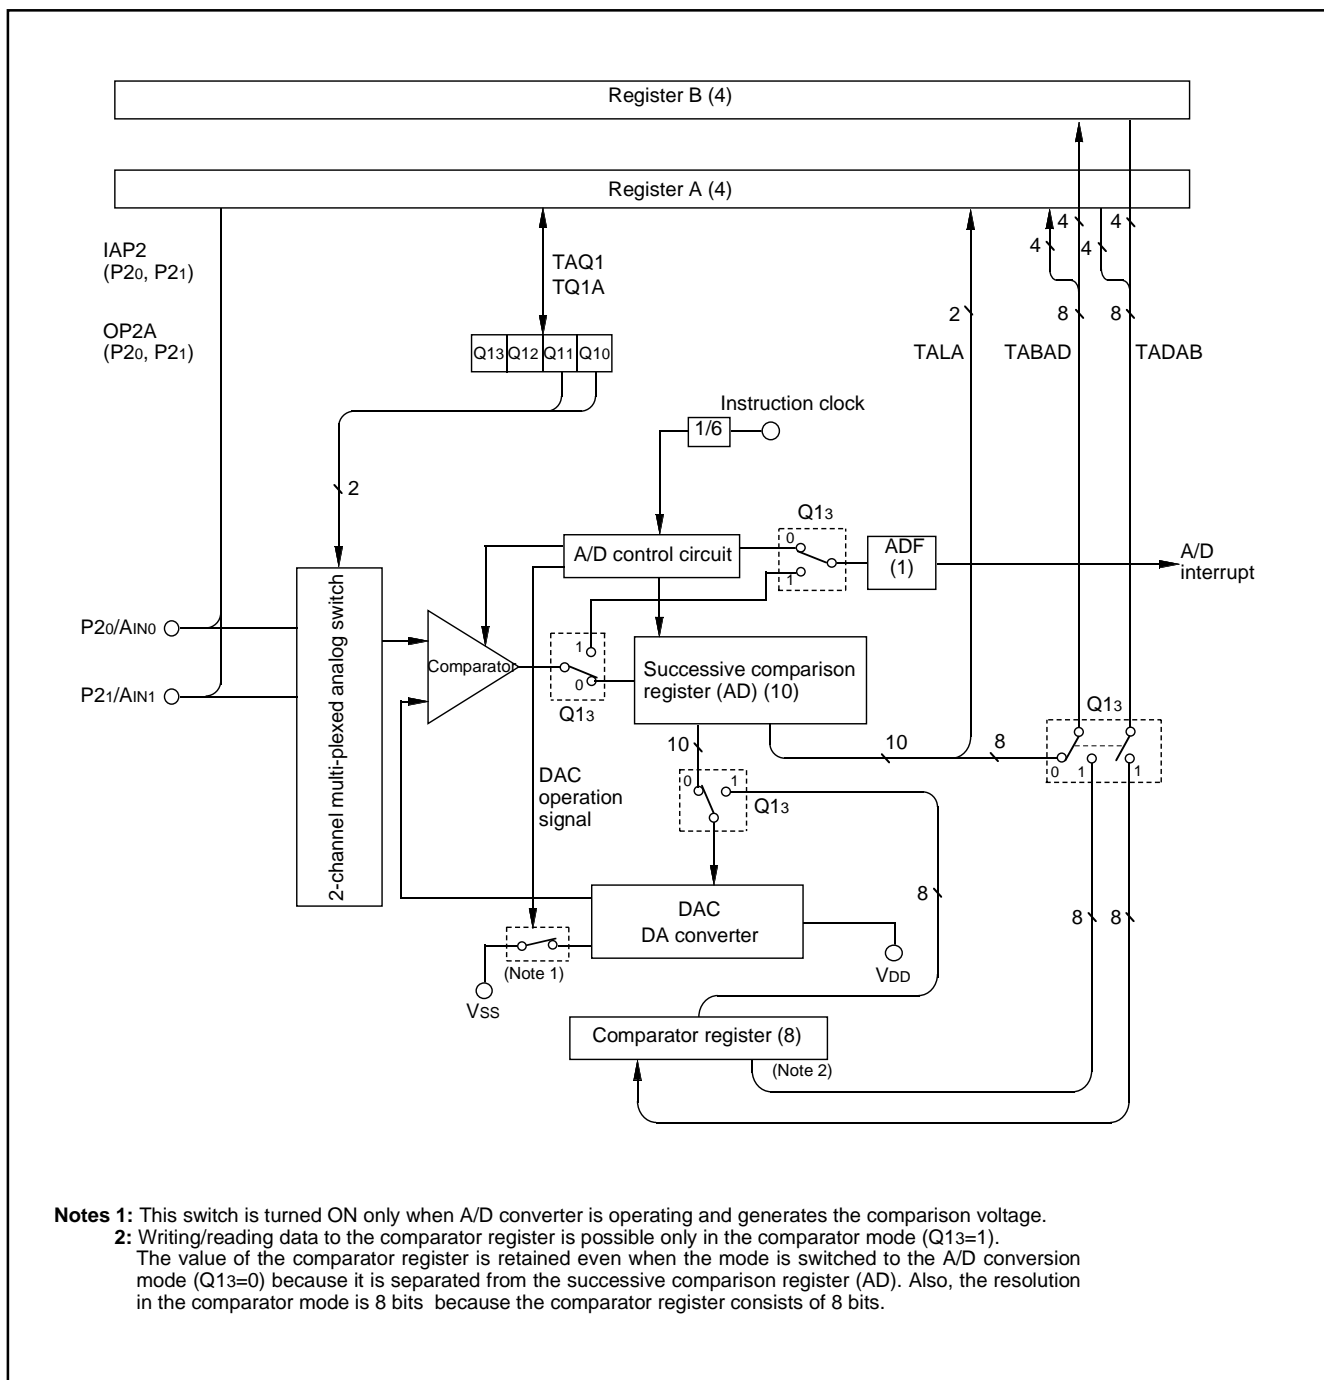 Register B (4)
Register A (4)
IAP2
(P20, P21)
OP2A
(P20, P21)
TAQ1
TQ1A
Q13 Q12 Q11 Q10
2
4 4
4 4
2 8 8
TALA TABAD TADAB
Instruction clock
1/6
Q13
0
1
A/D control circuit
ADF
(1)
A/D
interrupt
2-channel multi-plexed analog switch
P20/AIN0
P21/AIN1
Comparator
1
0
Q13
Successive comparison
register (AD) (10)
Q13
0 1 1
10
10 8
DAC
operation
signal
0 1
Q13
8
8 8
DAC
DA converter
(Note 1)
VSS
VDD
Comparator register (8)
(Note 2)
Notes 1: This switch is turned ON only when A/D converter is operating and generates the comparison voltage.
2: Writing/reading data to the comparator register is possible only in the comparator mode (Q13=1).
The value of the comparator register is retained even when the mode is switched to the A/D conversion
mode (Q13=0) because it is separated from the successive comparison register (AD). Also, the resolution
in the comparator mode is 8 bits because the comparator register consists of 8 bits.